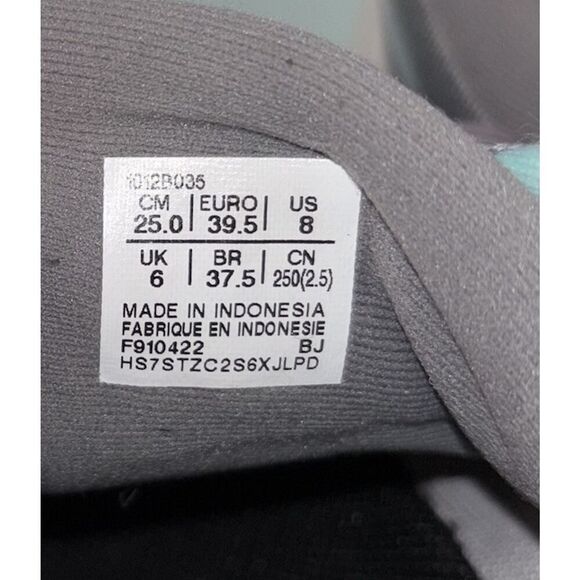 1012B035
CM EURO US
25.0 39.5 8
UK BR CN
6 37.5 250(2.5)
MADE IN INDONESIA
FABRIQUE EN INDONESIE
F910422 BJ
HS7STZC2S6XJLPD